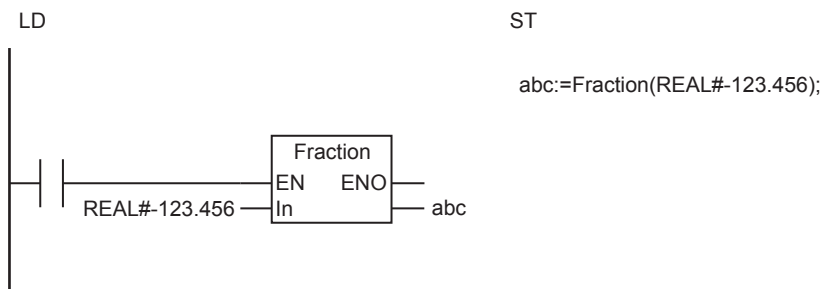 LD
ST
abc:=Fraction(REAL#-123.456);
Fraction
EN ENO
REAL#-123.456 In abc